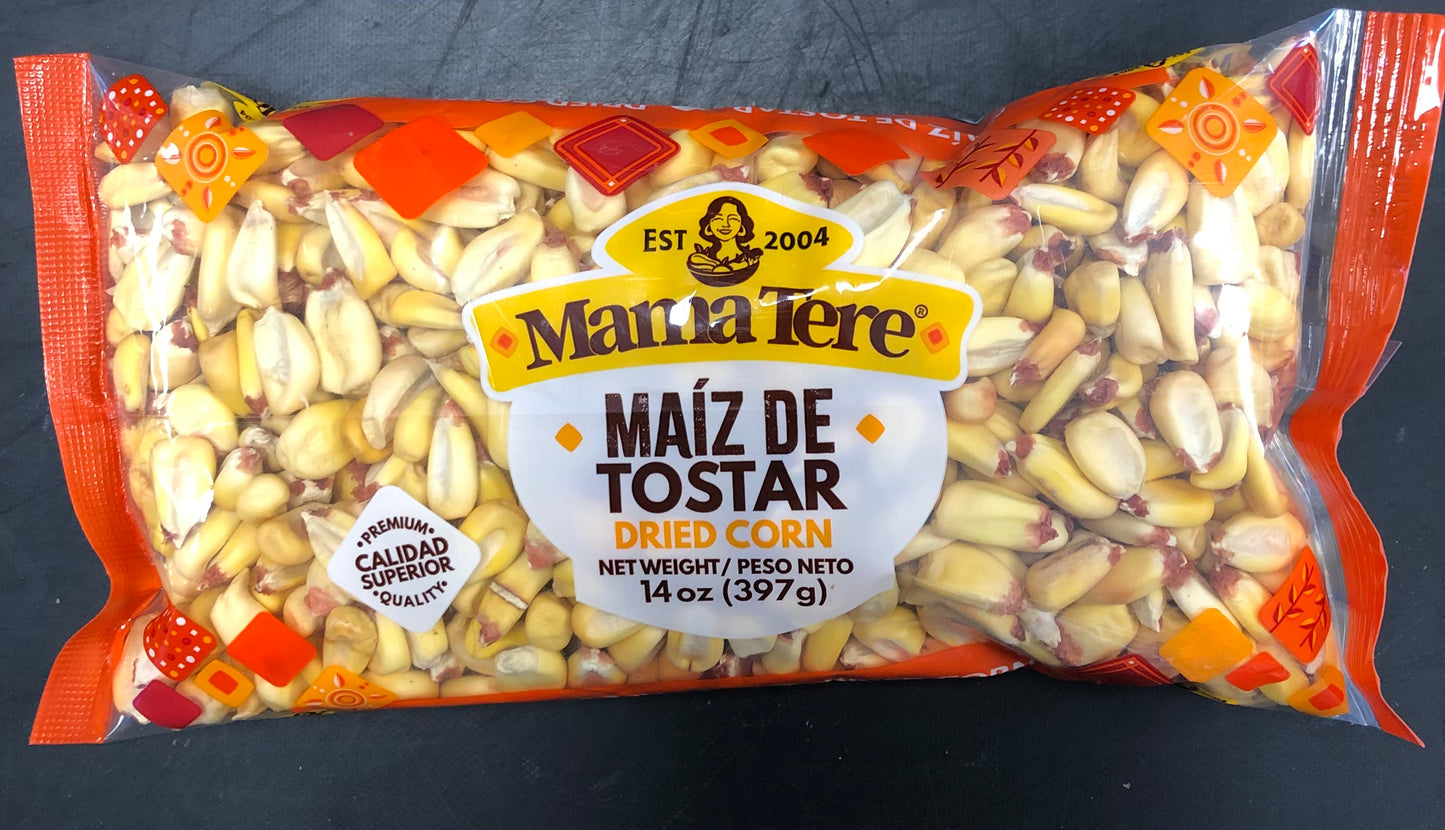 EST 2004
Mama Tere®
MAÍZ DE
TOSTAR
DRIED CORN
NET WEIGHT/ PESO NETO
14 oz (397g)
•PREMIUM•
CALIDAD
SUPERIOR
•QUALITY•